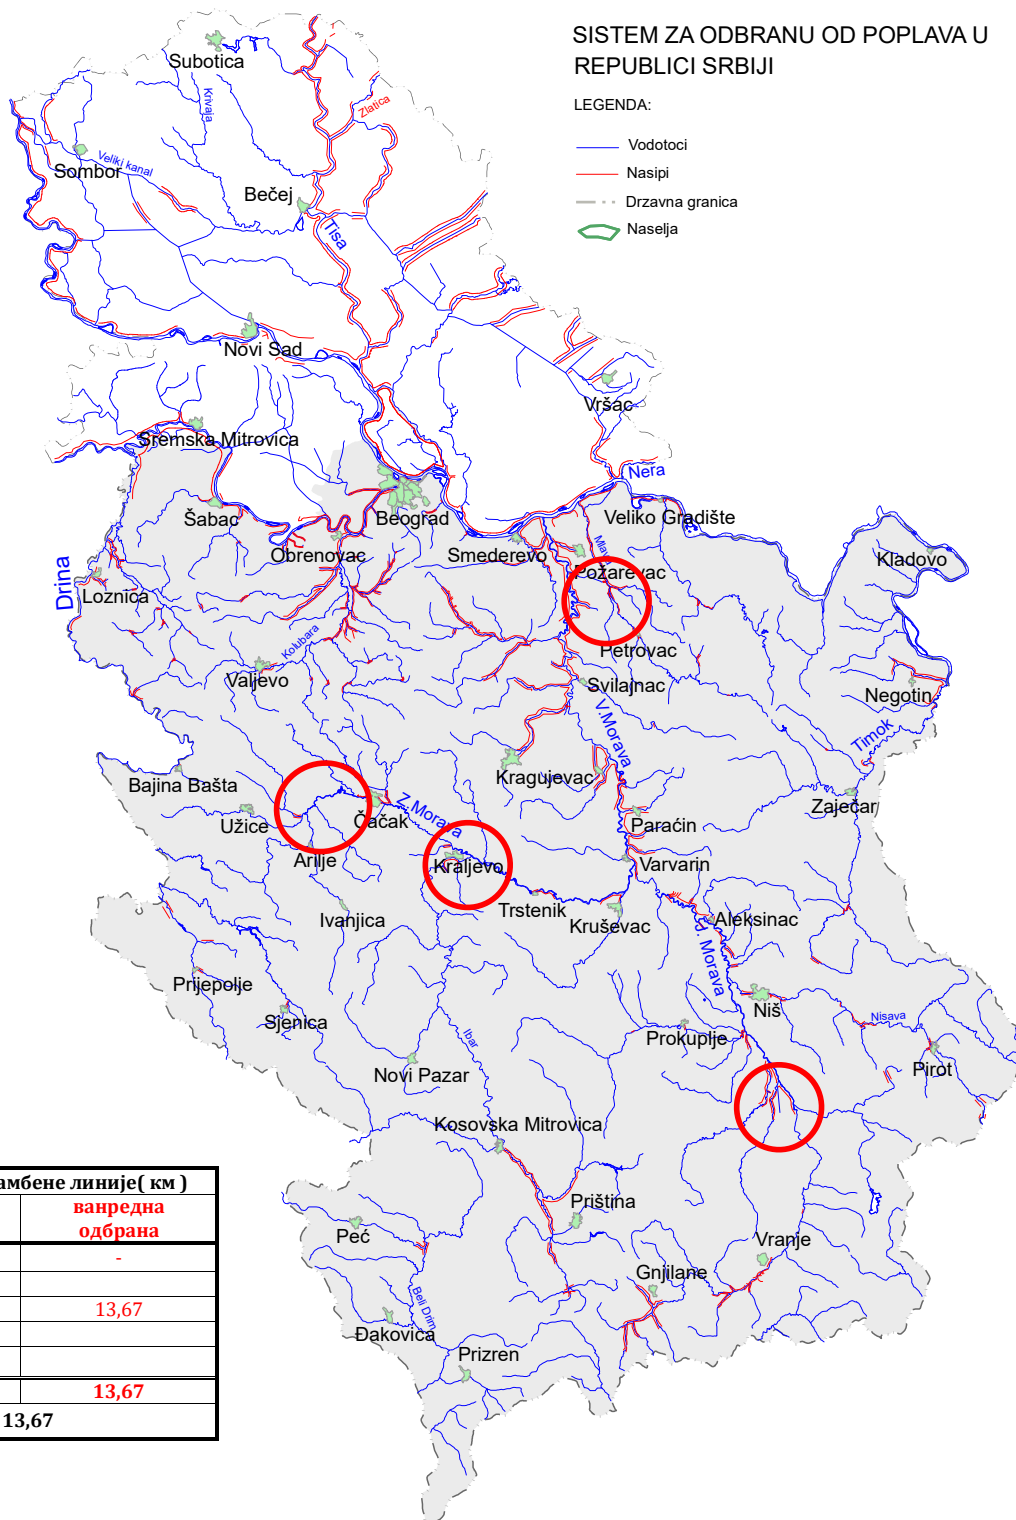 SISTEM ZA ODBRANU OD POPLAVA U
REPUBLICI SRBIJI
LEGENDA:
Vodotoci
Nasipi
Drzavna granica
Naselja
Subotica
Krivaja
Zlatica
Sombor
Veliki kanal
Bečej
Tisa
Novi Sad
Vršac
Sremska Mitrovica
Nera
Šabac
Beograd
Veliko Gradište
Obrenovac
Smederevo
Kladovo
Drina
Loznica
Požarevac
Kolubara
Petrovac
Valjevo
Svilajnac
Negotin
V.Morava
Timok
Kragujevac
Bajina Bašta
Zaječar
Užice
Čačak
Z.Morava
Paraćin
Arilje
Kraljevo
Varvarin
Trstenik
Ivanjica
Kruševac
Aleksinac
J. Morava
Prijepolje
Niš
Sjenica
Nisava
Ibar
Prokuplje
Pirot
Novi Pazar
Kosovska Mitrovica
Priština
Peć
Vranje
Gnjilane
Beli Drim
Đakovica
Prizren
амбене линије( км )
ванредна
одбрана
-
13,67
13,67
13,67